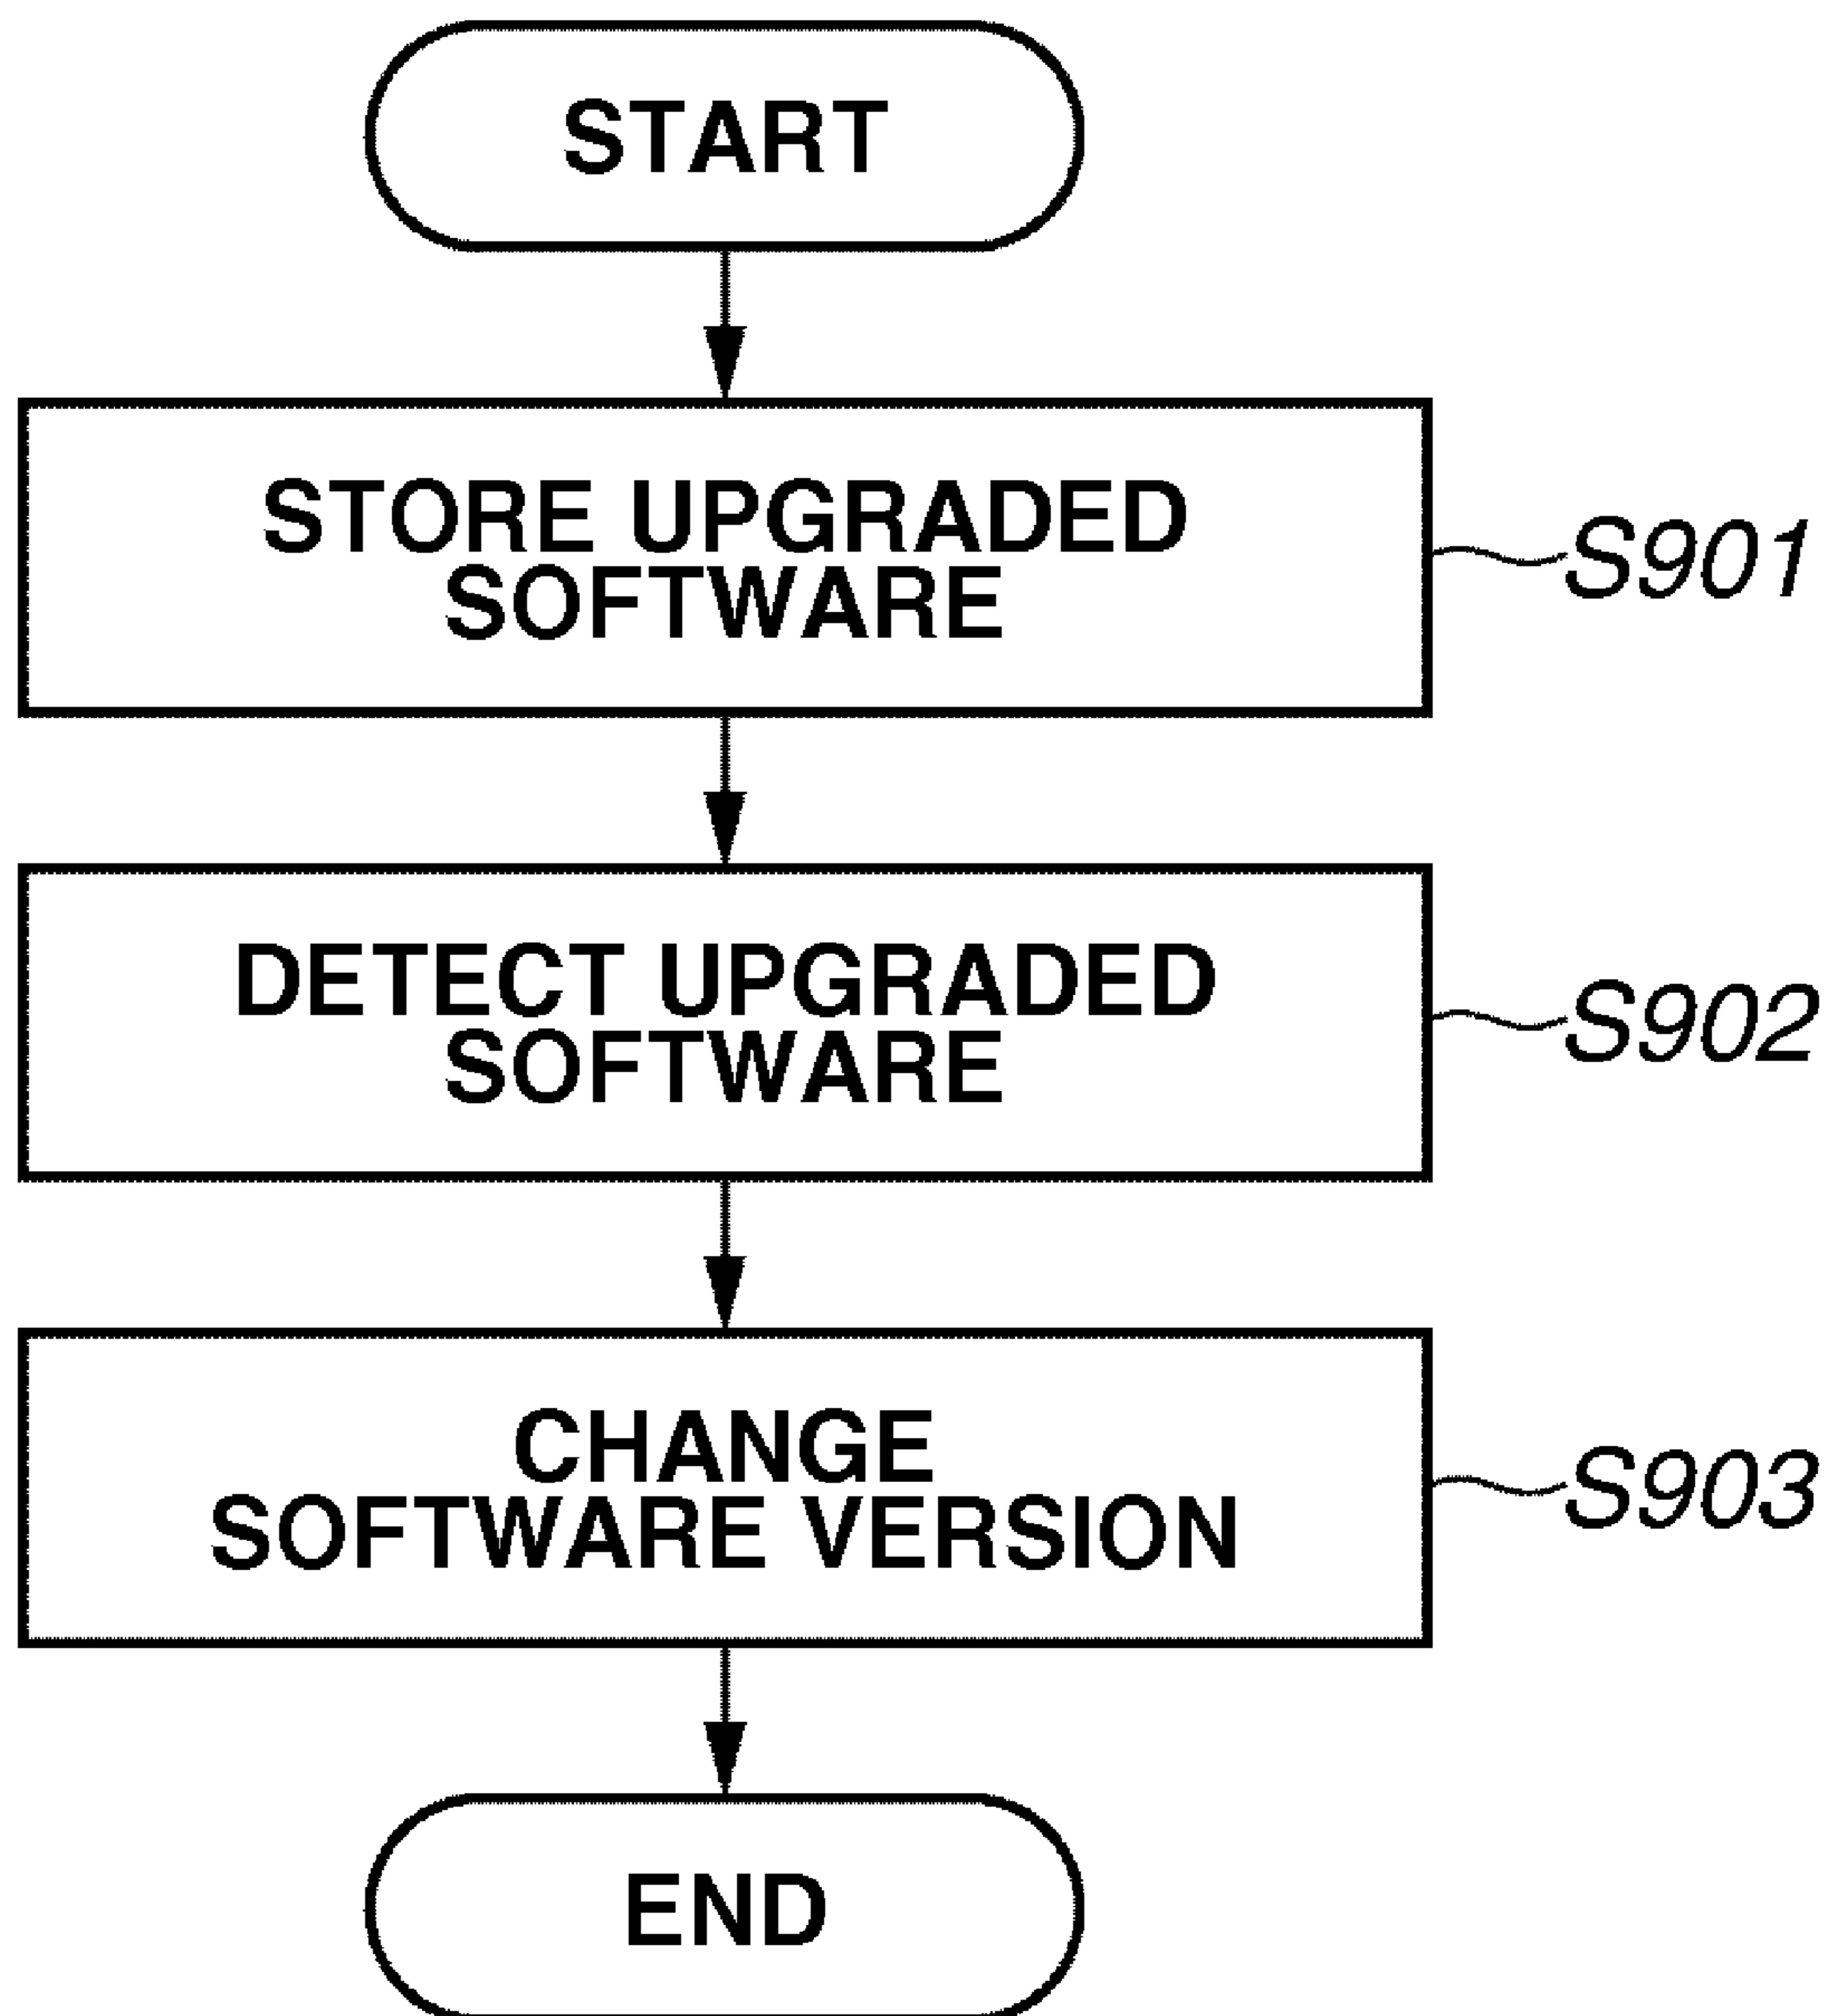 START
STORE UPGRADED
SOFTWARE
S901
DETECT UPGRADED
SOFTWARE
S902
CHANGE
SOFTWARE VERSION
S903
END